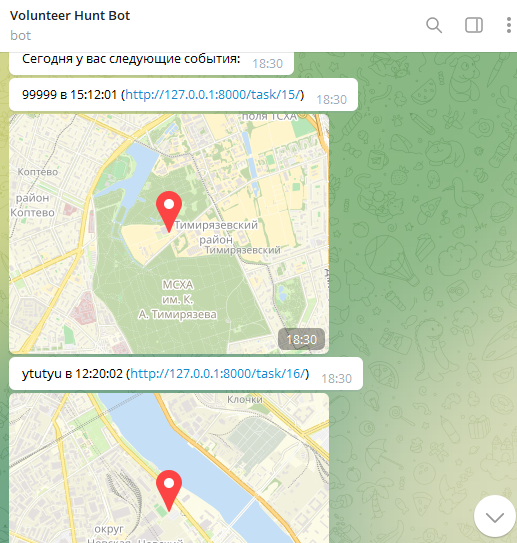 Volunteer Hunt Bot
bot
Сегодня у вас следующие события:
18:30
99999 в 15:12:01 (http://127.0.0.1:8000/task/15/)
18:30
поля ТСХА
Коптево
район
Коптево
Тимирязевский
район
Тимирязевский
МСХА
им. К.
А. Тимирязева
18:30
ytutyu в 12:20:02 (http://127.0.0.1:8000/task/16/)
18:30
Клочки
округ